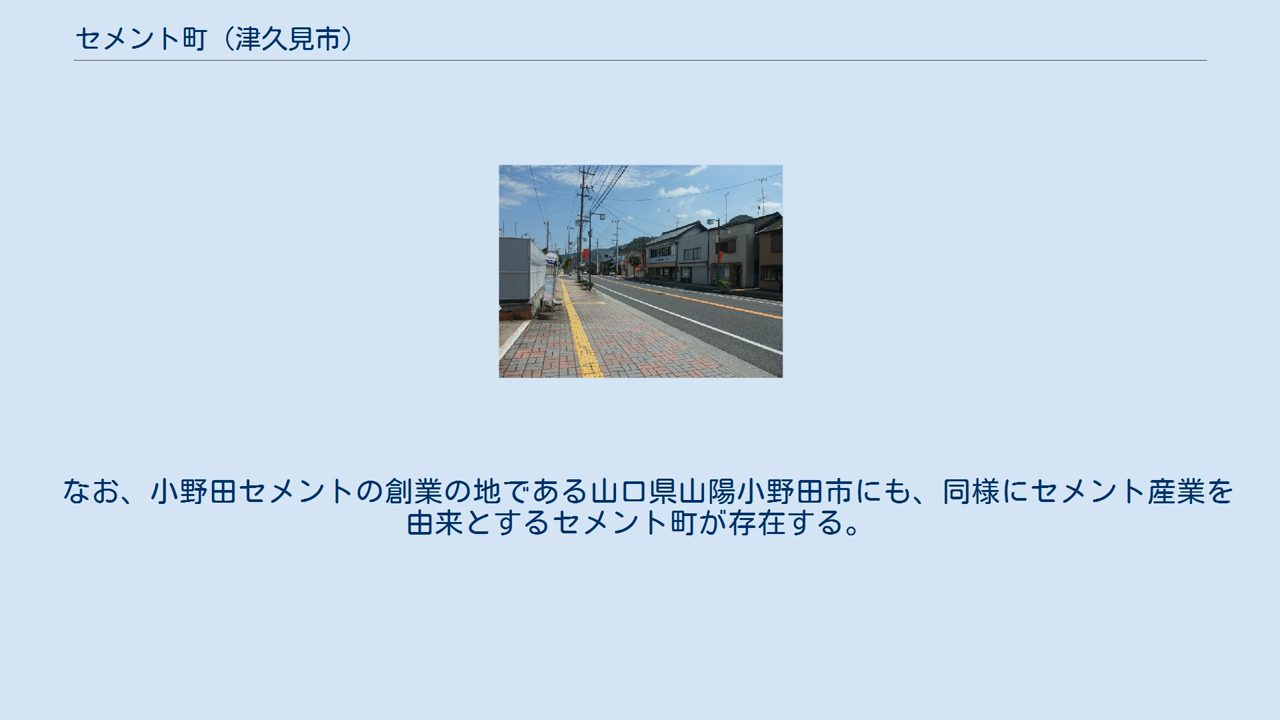 セメント町（津久見市）
なお、小野田セメントの創業の地である山口県山陽小野田市にも、同様にセメント産業を
由来とするセメント町が存在する。